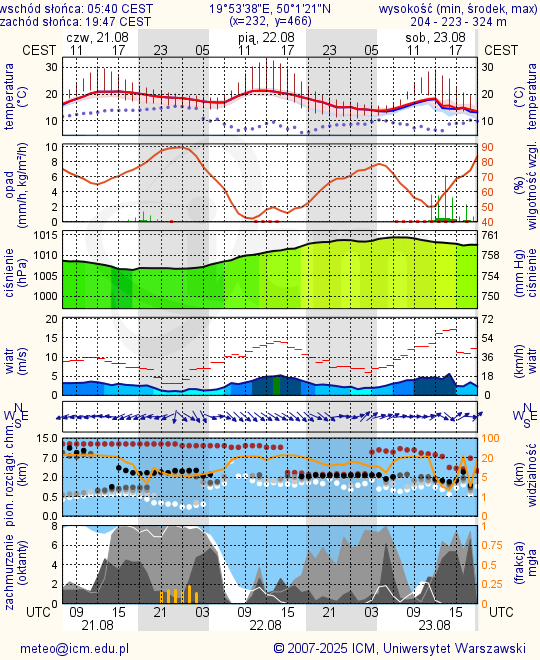 wschód słońca: 05:40 CEST 19°53'38"E, 50°1'21"N wysokość (min, środek, max)
zachód słońca: 19:47 CEST (x=232, y=466) 204 - 223 - 324 m
czw, 21.08 pią, 22.08 sob, 23.08
CEST 11 17 23 05 11 17 23 05 11 17 CEST
temperatura (°C) 30 20 10 30 20 10 (°C) temperatura
opad (mm/h, kg/m²/h) 10 8 6 4 2 0 90 80 70 60 50 40 (%) wilgotność wzgl.
ciśnienie (hPa) 1015 1010 1005 1000 761 758 754 750 (mm Hg) ciśnienie
wiatr (m/s) 20 15 10 5 0 72 54 36 18 0 (km/h) wiatr
N W E S N W E S
pion. rozciągł. chm. (km) 15.0 7.0 2.0 0.5 0.0 100 20 5 1 0 (km) widzialność
zachmurzenie (oktanty) 8 6 4 2 0 1 0.75 0.5 0.25 0 (frakcja) mgła
UTC 09 15 21 03 09 15 21 03 09 15 UTC
21.08 22.08 23.08
meteo@icm.edu.pl © 2007-2025 ICM, Uniwersytet Warszawski